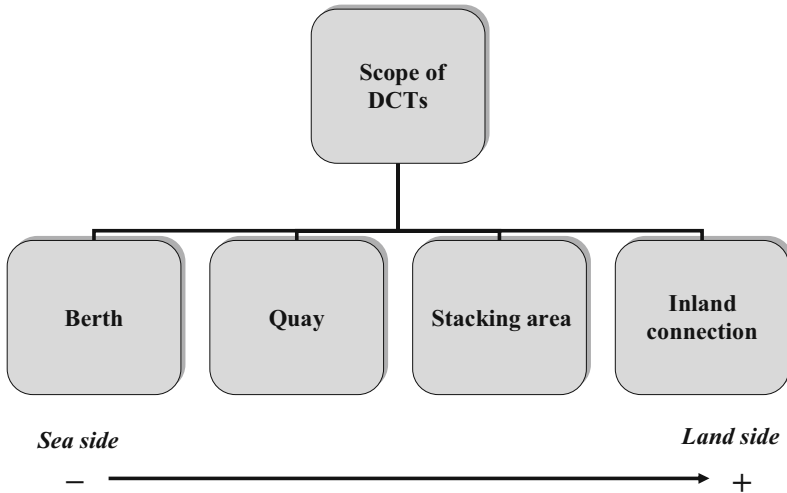 Scope of
DCTs
Berth
Quay
Stacking area
Inland
connection
Sea side
Land side
− +